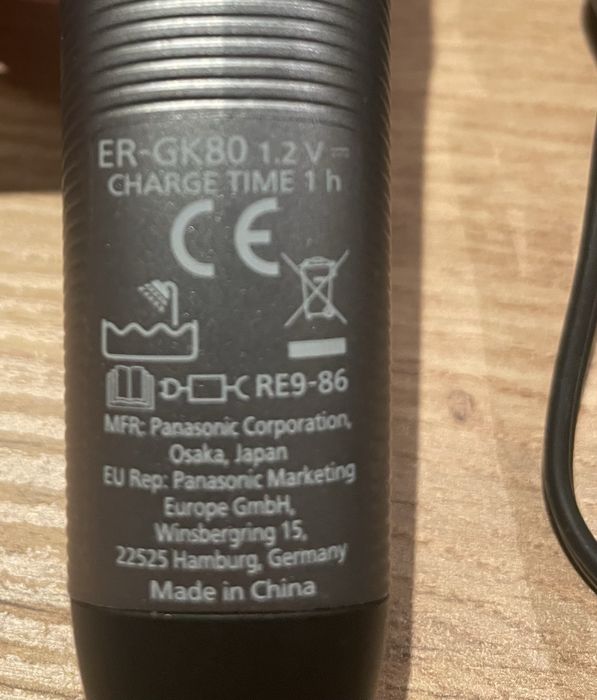 ER-GK80 1.2 V ⎓
CHARGE TIME 1 h
CE
RE9-86
MFR: Panasonic Corporation,
Osaka, Japan
EU Rep: Panasonic Marketing
Europe GmbH,
Winsbergring 15,
22525 Hamburg, Germany
Made in China